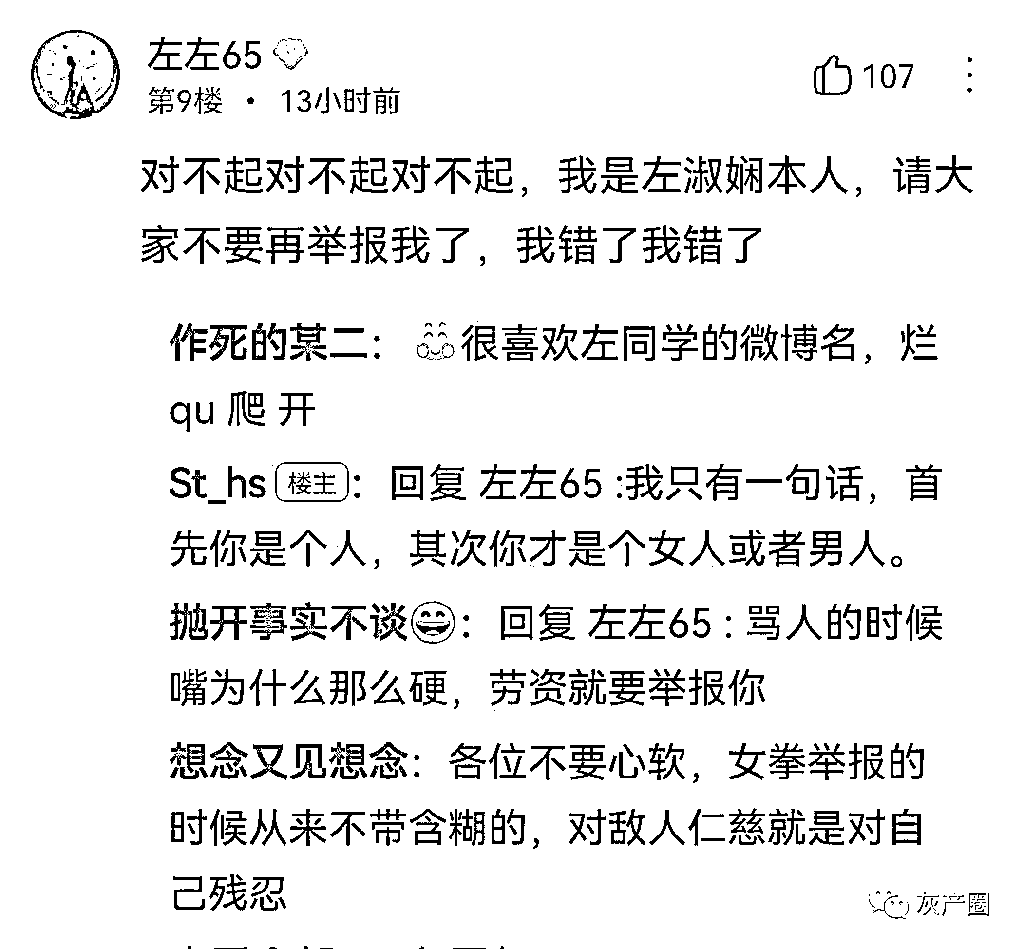 左左65
第9楼 · 13小时前
107
对不起对不起对不起，我是左淑娴本人，请大
家不要再举报我了，我错了我错了
作死的某二：很喜欢左同学的微博名，烂
qu 爬 开
St_hs 楼主：回复 左左65 :我只有一句话，首
先你是个人，其次你才是个女人或者男人。
抛开事实不谈😄：回复 左左65 : 骂人的时候
嘴为什么那么硬，劳资就要举报你
想念又见想念：各位不要心软，女拳举报的
时候从来不带含糊的，对敌人仁慈就是对自
己残忍
灰产圈